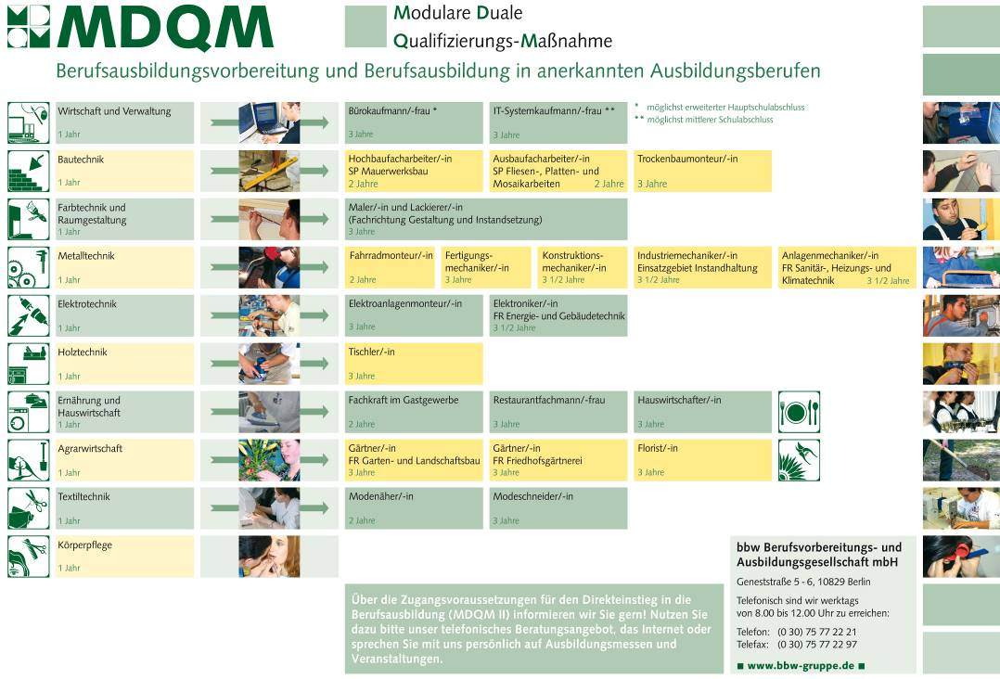 MDQM
Modulare Duale
Qualifizierungs-Maßnahme
Berufsausbildungsvorbereitung und Berufsausbildung in anerkannten Ausbildungsberufen
Wirtschaft und Verwaltung
1 Jahr
Bürokaufmann/-frau *
3 Jahre
IT-Systemkaufmann/-frau **
3 Jahre
* möglichst erweiterter Hauptschulabschluss
** möglichst mittlerer Schulabschluss
Bautechnik
1 Jahr
Hochbaufacharbeiter/-in
SP Mauerwerksbau
2 Jahre
Ausbaufacharbeiter/-in
SP Fliesen-, Platten- und
Mosaikarbeiten 2 Jahre
Trockenbaumonteur/-in
3 Jahre
Farbtechnik und
Raumgestaltung
1 Jahr
Maler/-in und Lackierer/-in
(Fachrichtung Gestaltung und Instandsetzung)
3 Jahre
Metalltechnik
1 Jahr
Fahrradmonteur/-in
2 Jahre
Fertigungs-
mechaniker/-in
3 Jahre
Konstruktions-
mechaniker/-in
3 1/2 Jahre
Industriemechaniker/-in
Einsatzgebiet Instandhaltung
3 1/2 Jahre
Anlagenmechaniker/-in
FR Sanitär-, Heizungs- und
Klimatechnik 3 1/2 Jahre
Elektrotechnik
1 Jahr
Elektroanlagenmonteur/-in
3 Jahre
Elektroniker/-in
FR Energie- und Gebäudetechnik
3 1/2 Jahre
Holztechnik
1 Jahr
Tischler/-in
3 Jahre
Ernährung und
Hauswirtschaft
1 Jahr
Fachkraft im Gastgewerbe
2 Jahre
Restaurantfachmann/-frau
3 Jahre
Hauswirtschafter/-in
3 Jahre
Agrarwirtschaft
1 Jahr
Gärtner/-in
FR Garten- und Landschaftsbau
3 Jahre
Gärtner/-in
FR Friedhofsgärtnerei
3 Jahre
Florist/-in
3 Jahre
Textiltechnik
1 Jahr
Modenäher/-in
2 Jahre
Modeschneider/-in
3 Jahre
Körperpflege
1 Jahr
Über die Zugangsvoraussetzungen für den Direkteinstieg in die
Berufsausbildung (MDQM II) informieren wir Sie gern! Nutzen Sie
dazu bitte unser telefonisches Beratungsangebot, das Internet oder
sprechen Sie mit uns persönlich auf Ausbildungsmessen und
Veranstaltungen.
bbw Berufsvorbereitungs- und
Ausbildungsgesellschaft mbH
Geneststraße 5 - 6, 10829 Berlin
Telefonisch sind wir werktags
von 8.00 bis 12.00 Uhr zu erreichen:
Telefon: (0 30) 75 77 22 21
Telefax: (0 30) 75 77 22 97
■ www.bbw-gruppe.de ■